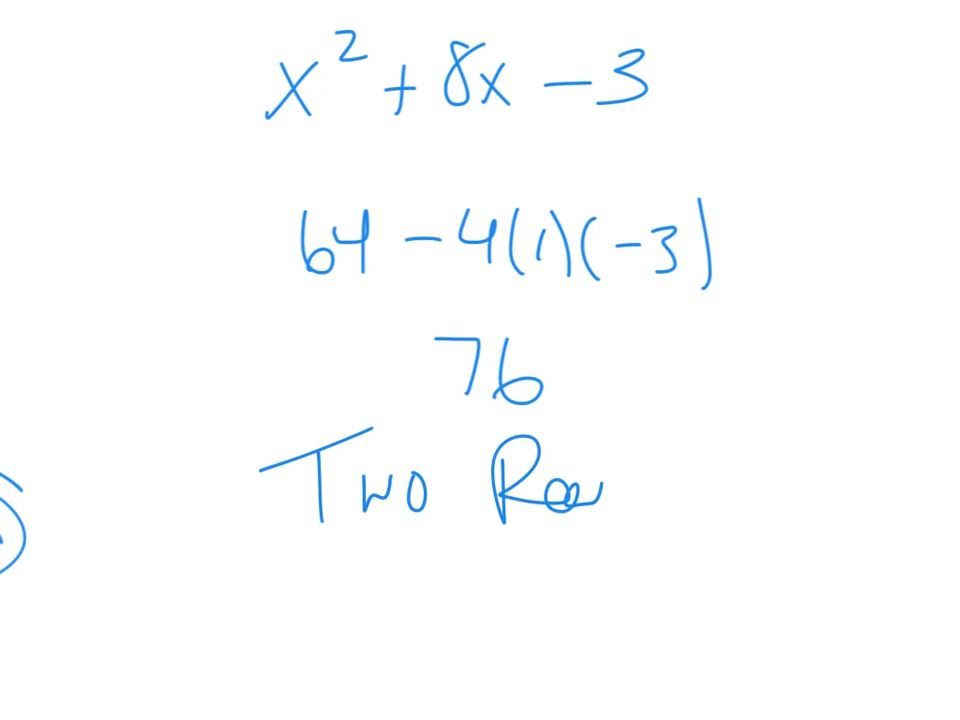 x² + 8x − 3
64 − 4(1)(−3)
76
Two